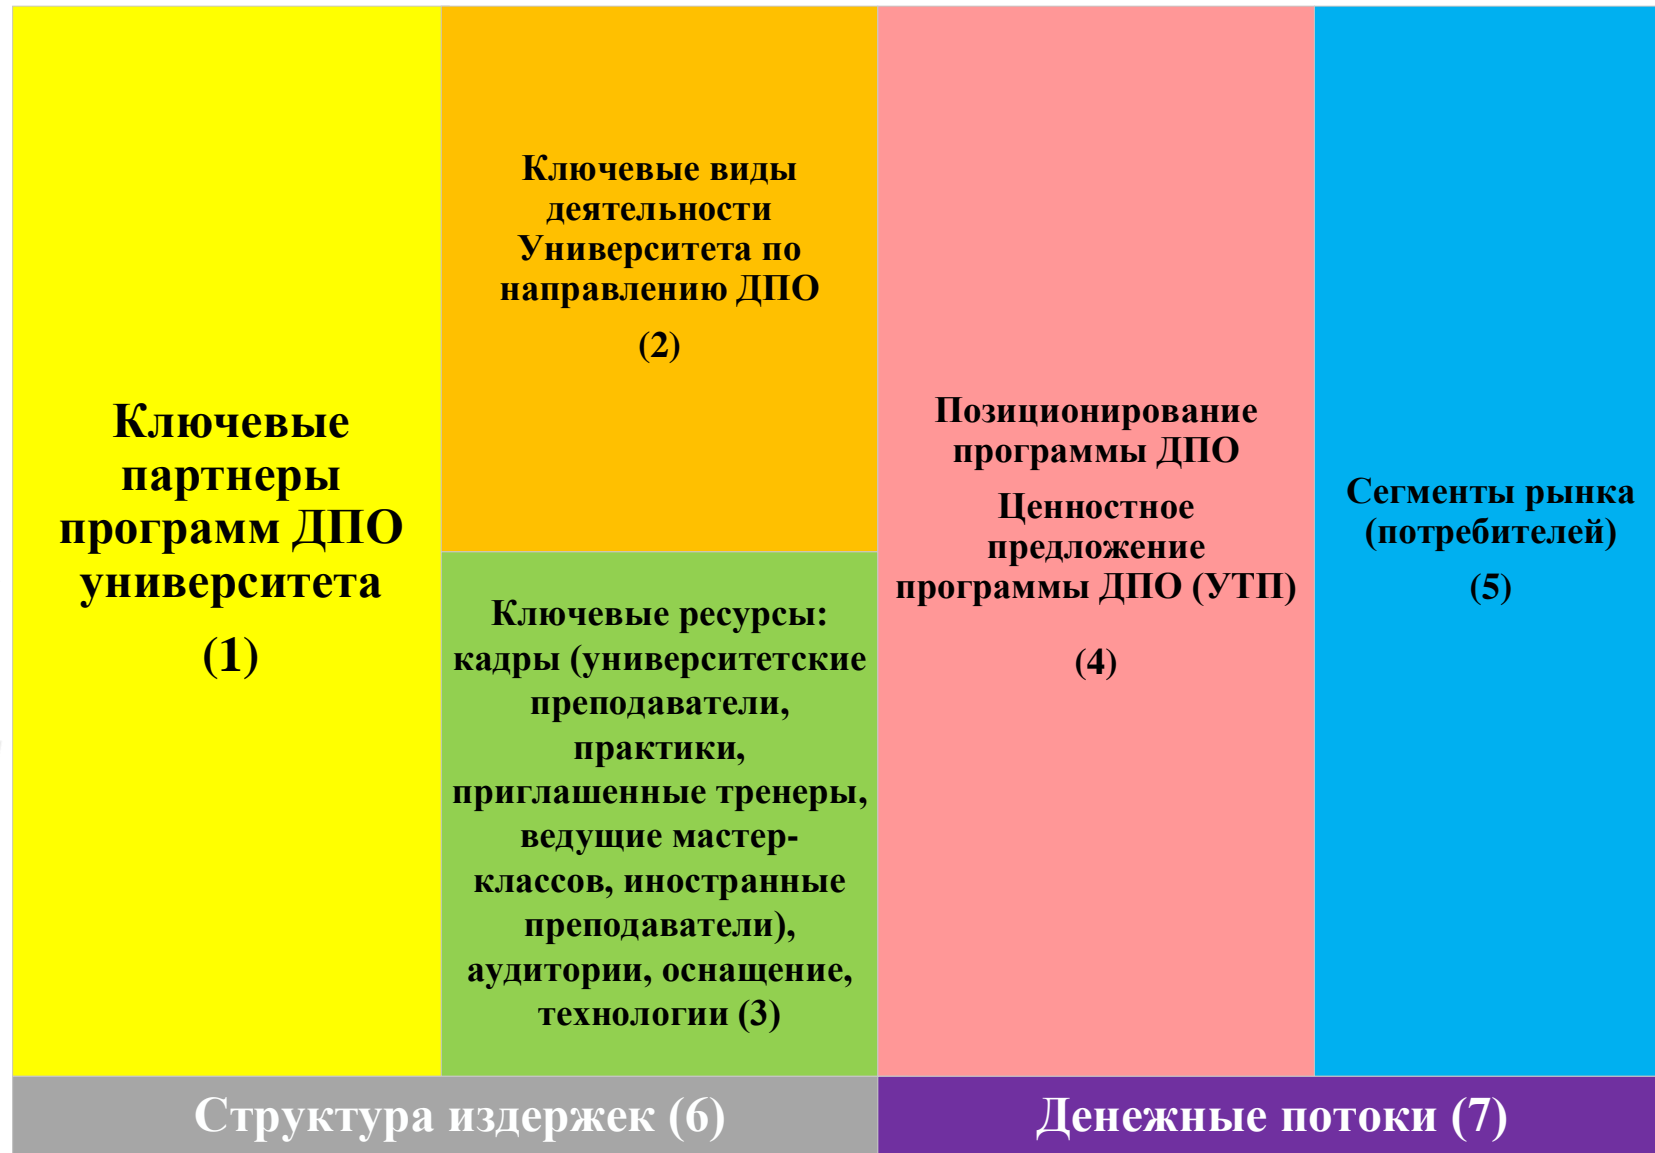 Ключевые
партнеры
программ ДПО
университета
(1)
Ключевые виды
деятельности
Университета по
направлению ДПО
(2)
Ключевые ресурсы:
кадры (университетские
преподаватели,
практики,
приглашенные тренеры,
ведущие мастер-
классов, иностранные
преподаватели),
аудитории, оснащение,
технологии (3)
Позиционирование
программы ДПО
Ценностное
предложение
программы ДПО (УТП)
(4)
Сегменты рынка
(потребителей)
(5)
Структура издержек (6)
Денежные потоки (7)